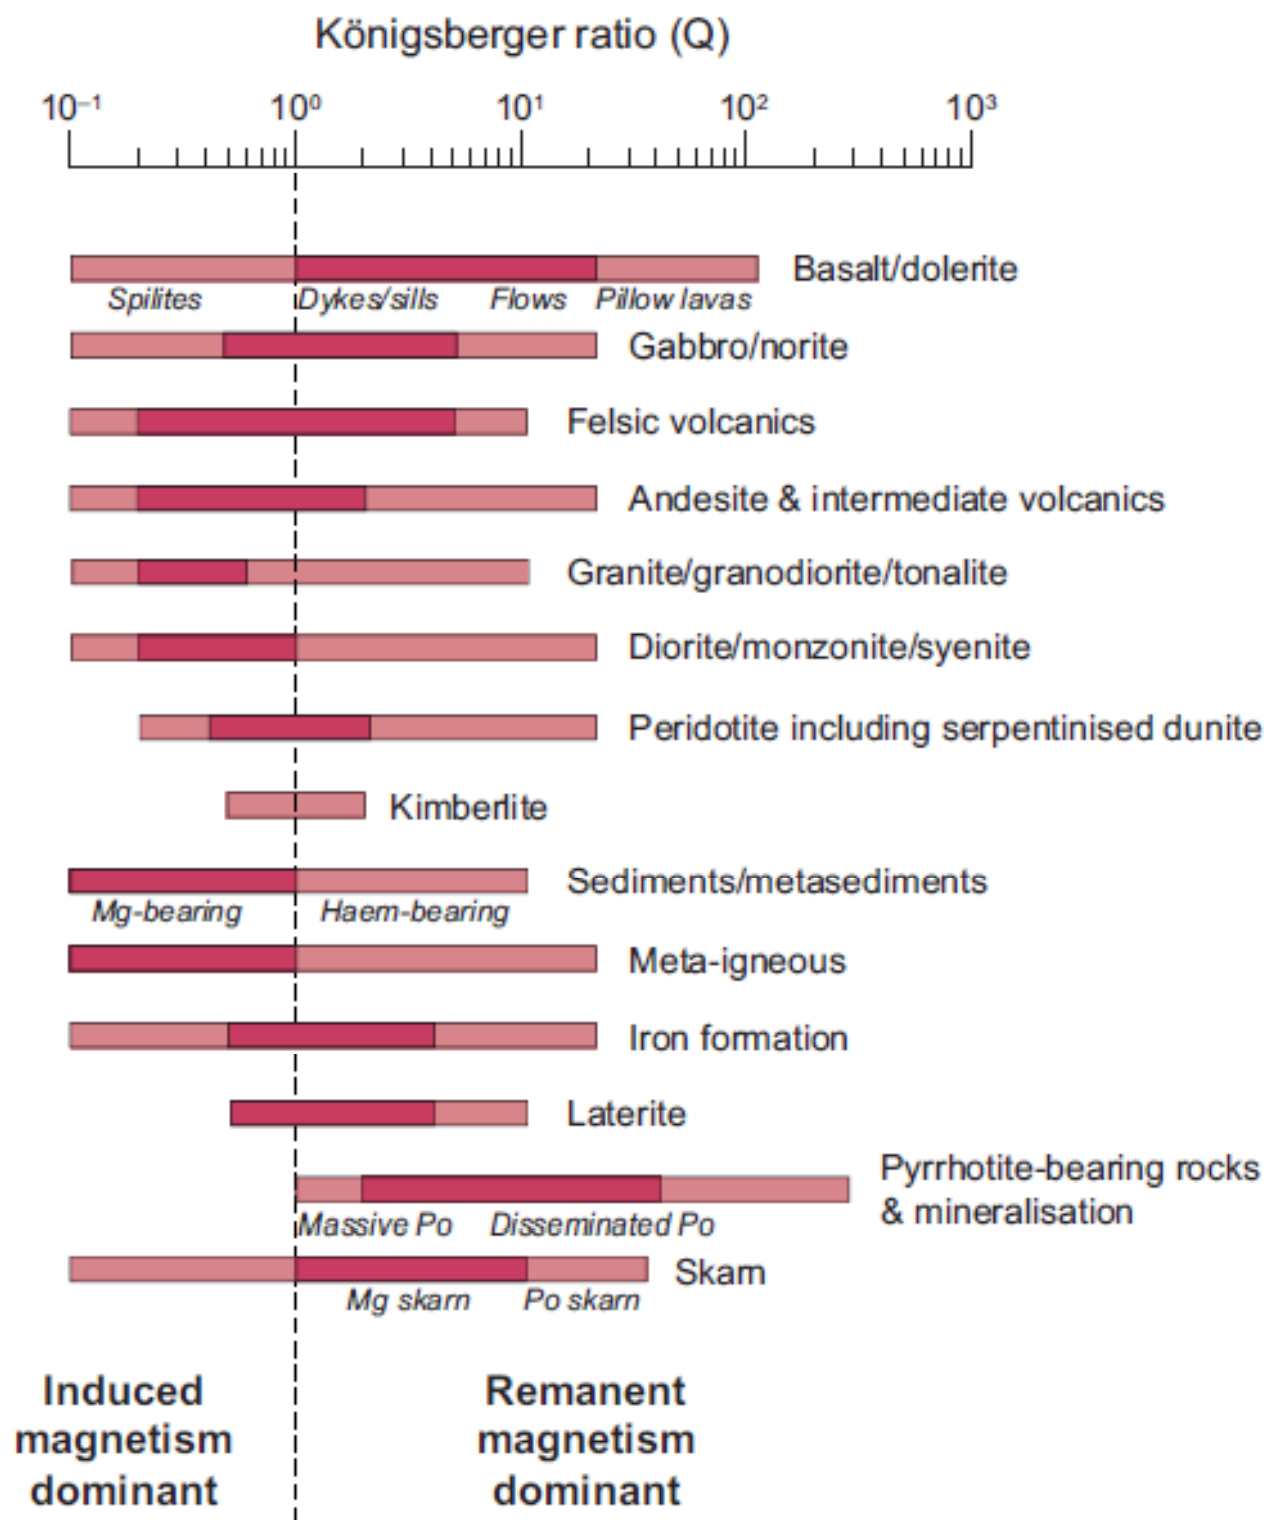 Königsberger ratio (Q)
10⁻¹ 10⁰ 10¹ 10² 10³
Basalt/dolerite
Spilites Dykes/sills Flows Pillow lavas
Gabbro/norite
Felsic volcanics
Andesite & intermediate volcanics
Granite/granodiorite/tonalite
Diorite/monzonite/syenite
Peridotite including serpentinised dunite
Kimberlite
Sediments/metasediments
Mg-bearing Haem-bearing
Meta-igneous
Iron formation
Laterite
Pyrrhotite-bearing rocks
& mineralisation
Massive Po Disseminated Po
Skarn
Mg skarn Po skarn
Induced Remanent
magnetism magnetism
dominant dominant